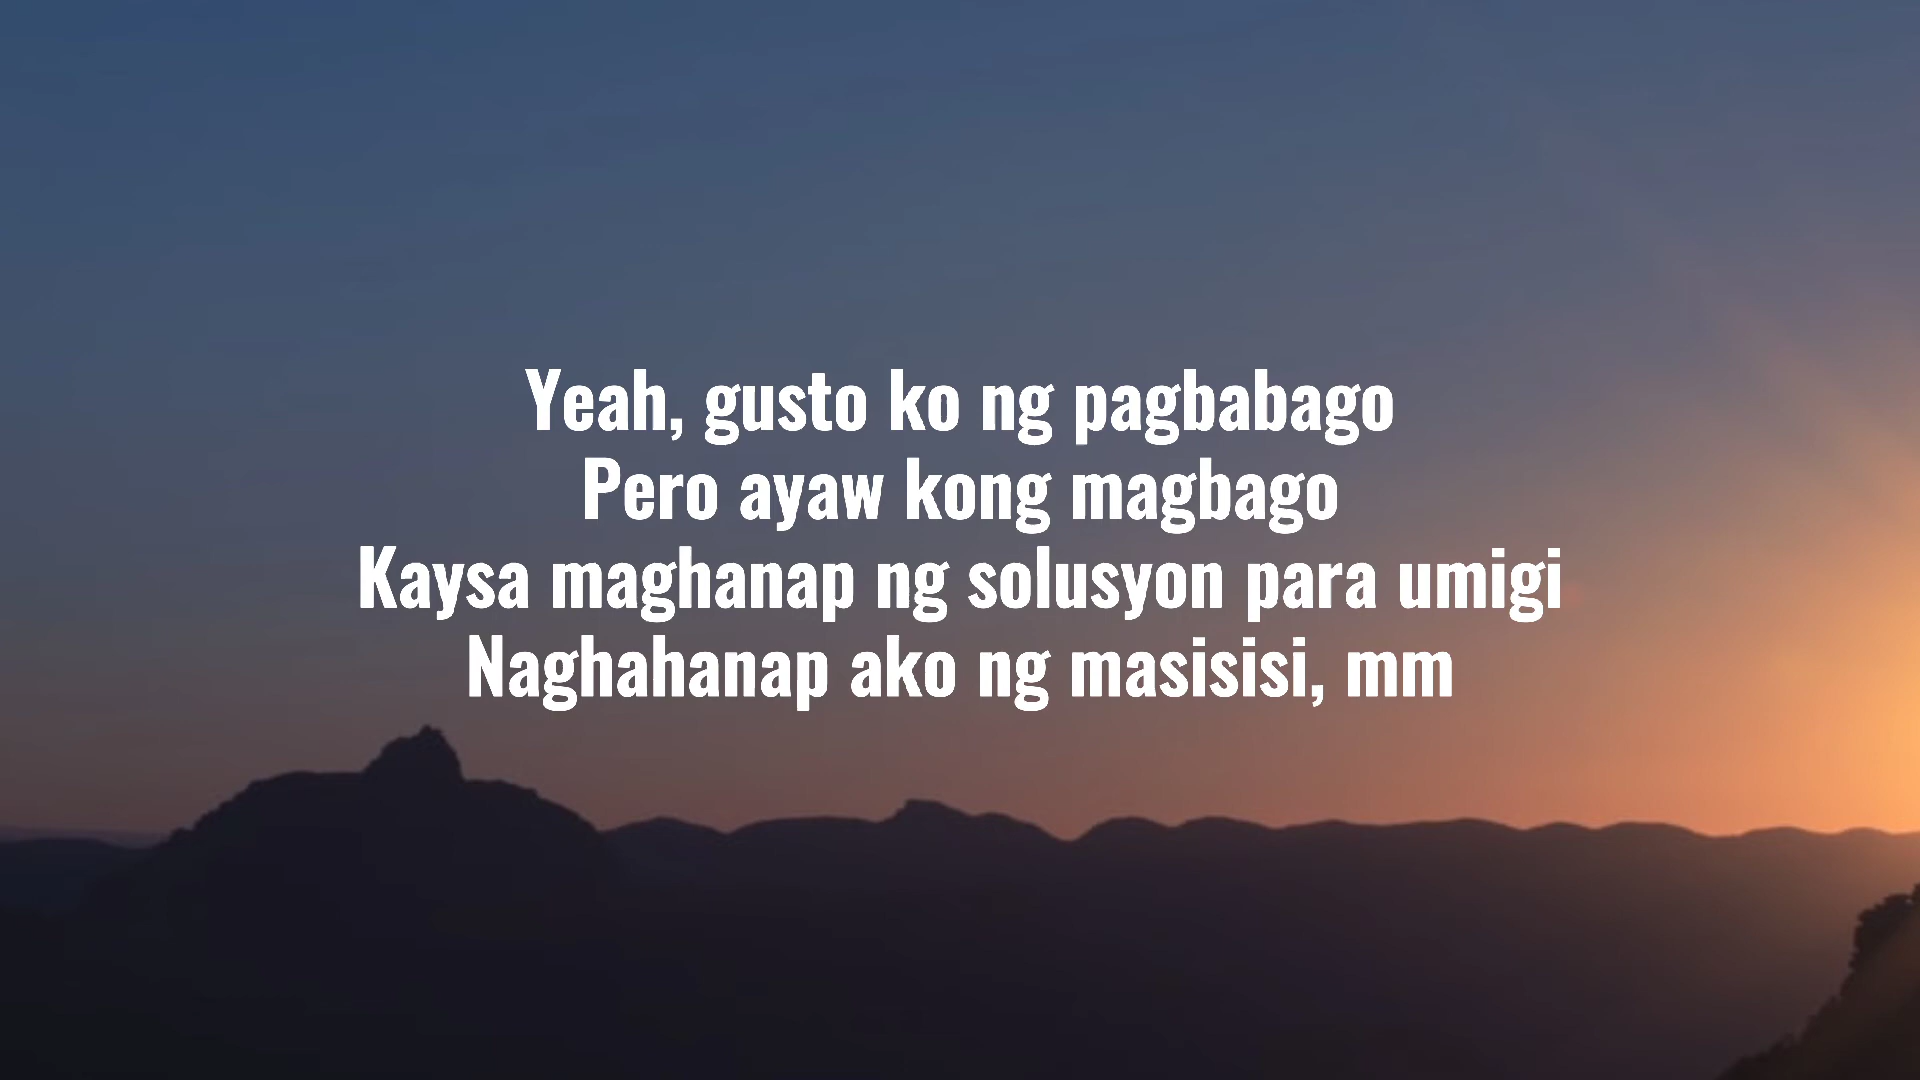 Yeah, gusto ko ng pagbabago
Pero ayaw kong magbago
Kaysa maghanap ng solusyon para umigi
Naghahanap ako ng masisisi, mm